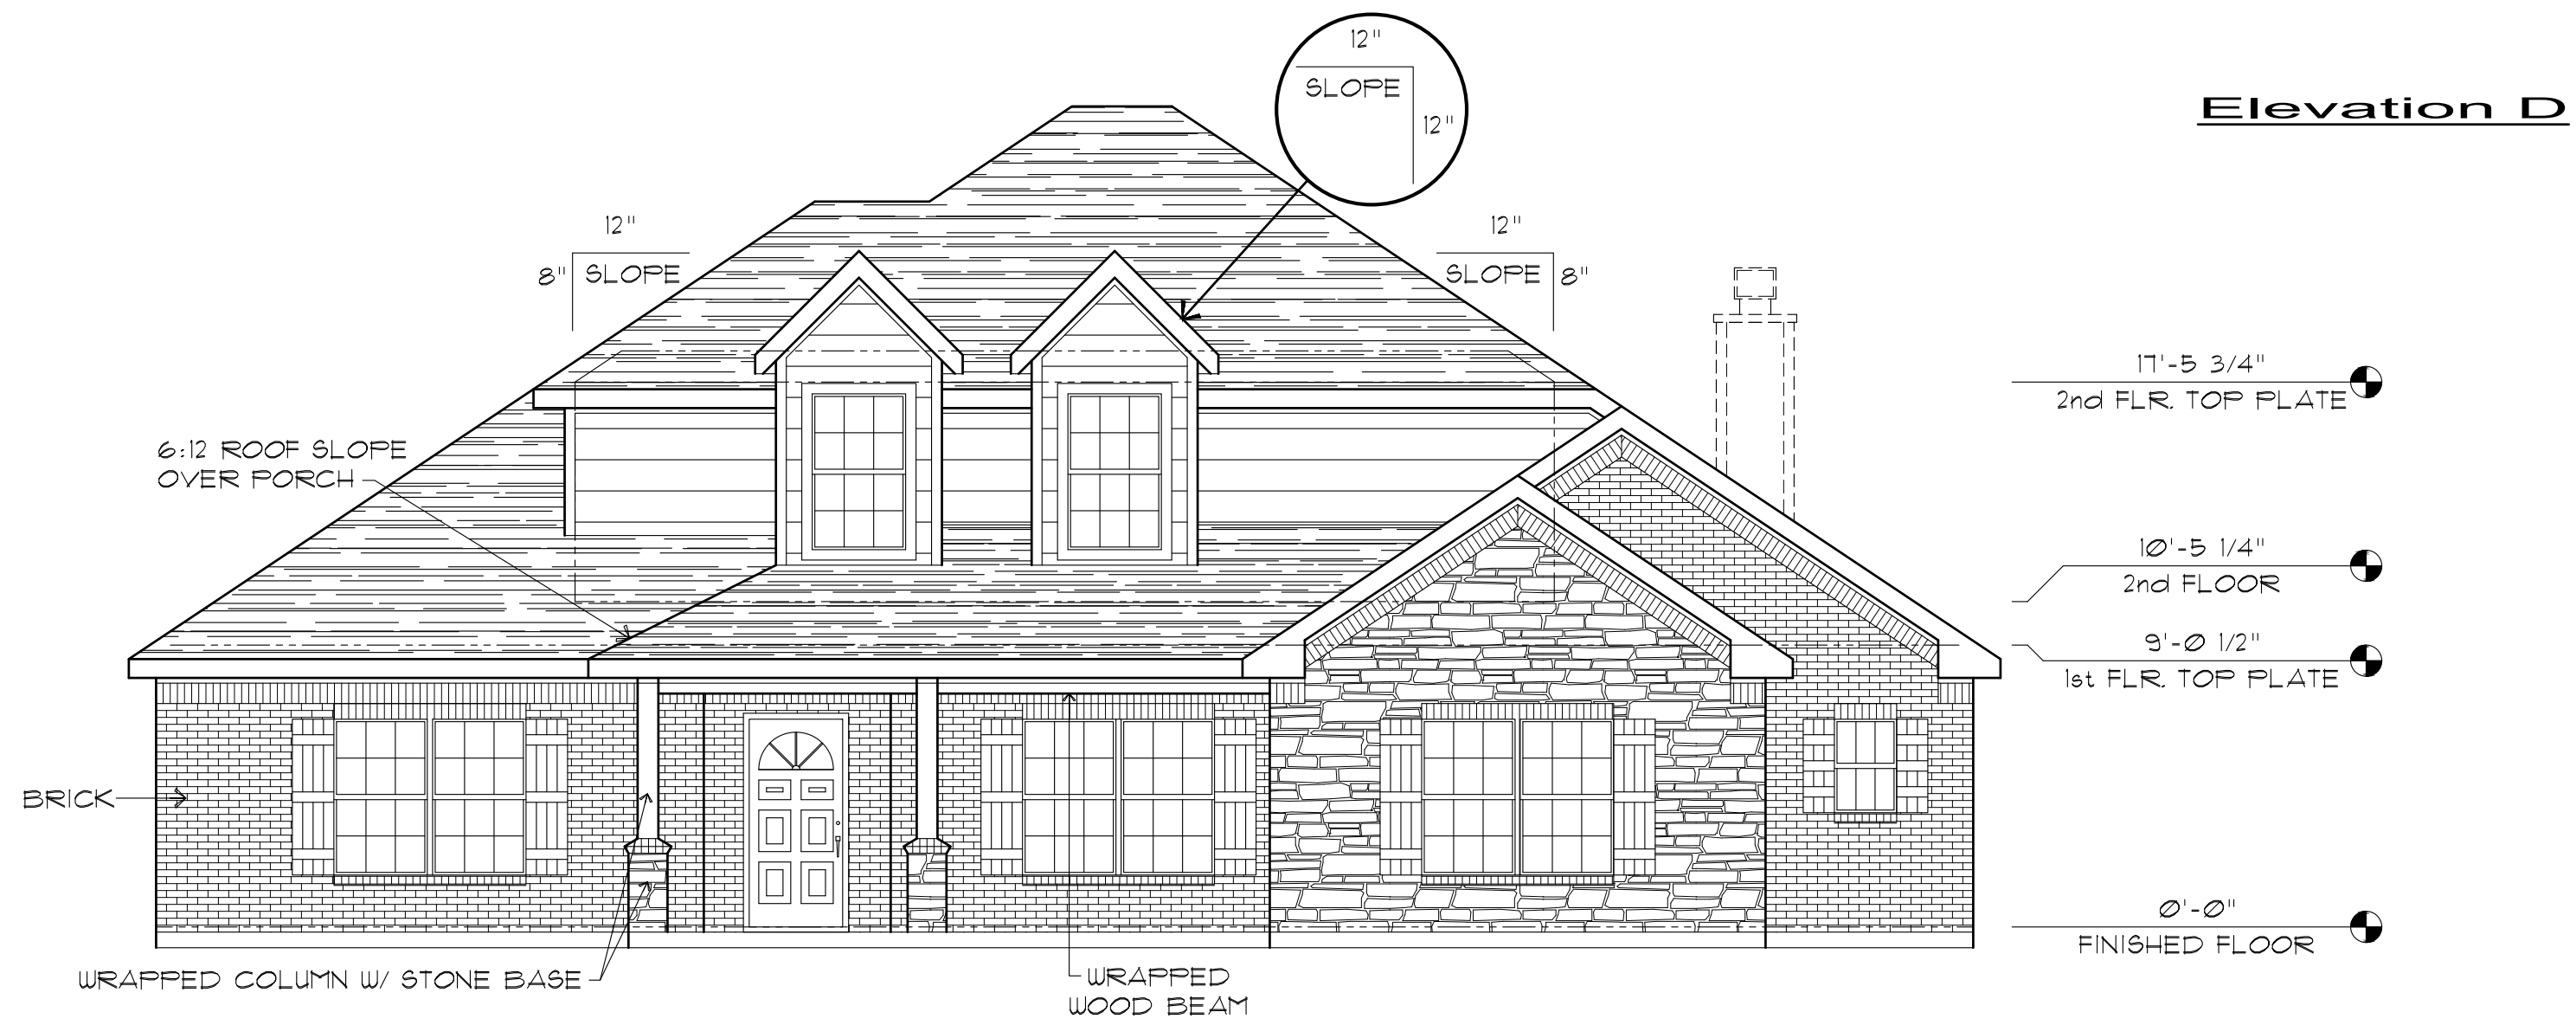 12"
SLOPE
12"
Elevation D
12"
8" SLOPE
12"
SLOPE 8"
17'-5 3/4"
2nd FLR. TOP PLATE
6:12 ROOF SLOPE
OVER PORCH
10'-5 1/4"
2nd FLOOR
9'-0 1/2"
1st FLR. TOP PLATE
BRICK
0'-0"
FINISHED FLOOR
WRAPPED COLUMN W/ STONE BASE
WRAPPED
WOOD BEAM